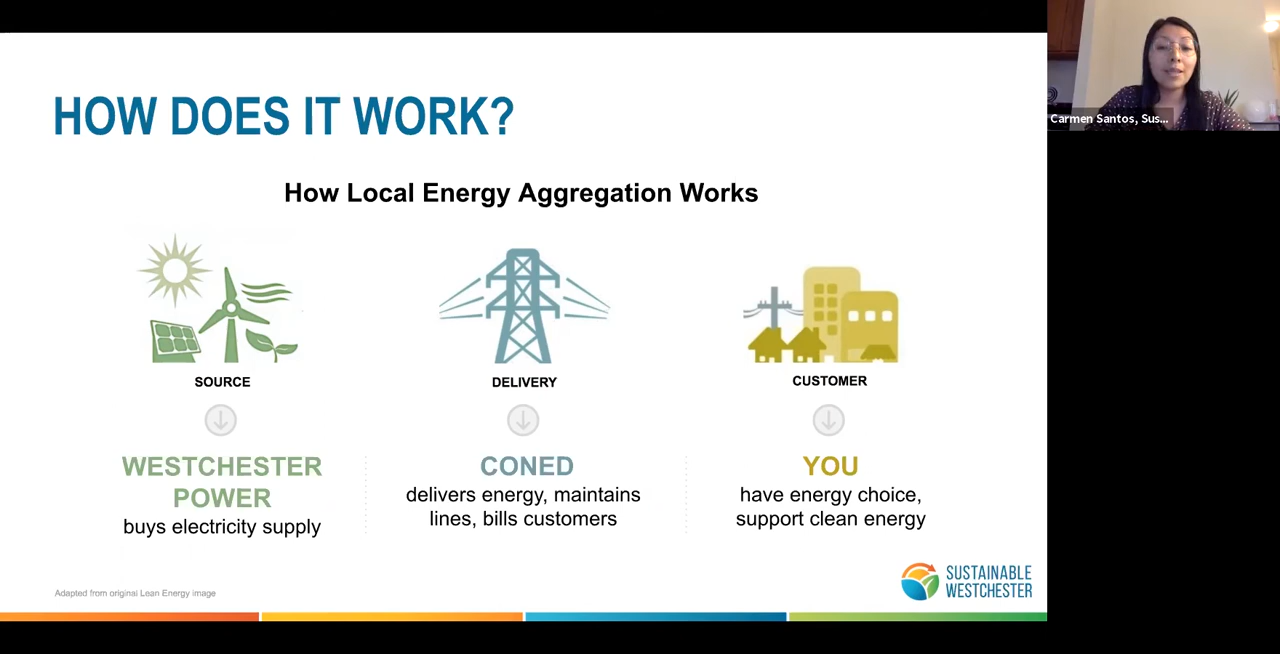 HOW DOES IT WORK?
Carmen Santos, Sus...
How Local Energy Aggregation Works
SOURCE
DELIVERY
CUSTOMER
WESTCHESTER
POWER
buys electricity supply
CONED
delivers energy, maintains
lines, bills customers
YOU
have energy choice,
support clean energy
Adapted from original Lean Energy image
SUSTAINABLE
WESTCHESTER